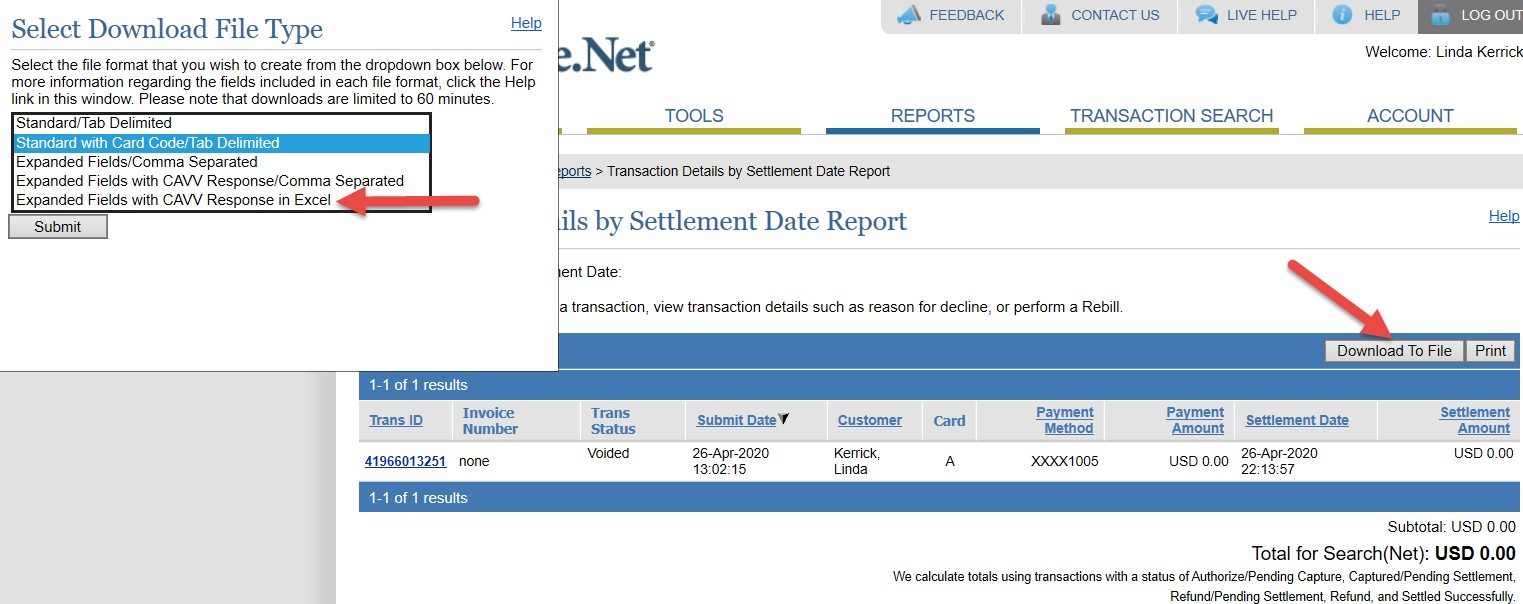 Select Download File Type
Help
Select the file format that you wish to create from the dropdown box below. For
more information regarding the fields included in each file format, click the Help
link in this window. Please note that downloads are limited to 60 minutes.
Standard/Tab Delimited
Standard with Card Code/Tab Delimited
Expanded Fields/Comma Separated
Expanded Fields with CAVV Response/Comma Separated
Expanded Fields with CAVV Response in Excel
Submit
FEEDBACK
CONTACT US
LIVE HELP
HELP
LOG OUT
e.Net
Welcome: Linda Kerrick
TOOLS
REPORTS
TRANSACTION SEARCH
ACCOUNT
ports > Transaction Details by Settlement Date Report
ils by Settlement Date Report
Help
ent Date:
a transaction, view transaction details such as reason for decline, or perform a Rebill.
Download To File
Print
1-1 of 1 results
Trans ID
Invoice Number
Trans Status
Submit Date
Customer
Card
Payment Method
Payment Amount
Settlement Date
Settlement Amount
41966013251
none
Voided
26-Apr-2020 13:02:15
Kerrick, Linda
A
XXXX1005
USD 0.00
26-Apr-2020 22:13:57
USD 0.00
1-1 of 1 results
Subtotal: USD 0.00
Total for Search(Net): USD 0.00
We calculate totals using transactions with a status of Authorize/Pending Capture, Captured/Pending Settlement,
Refund/Pending Settlement, Refund, and Settled Successfully.